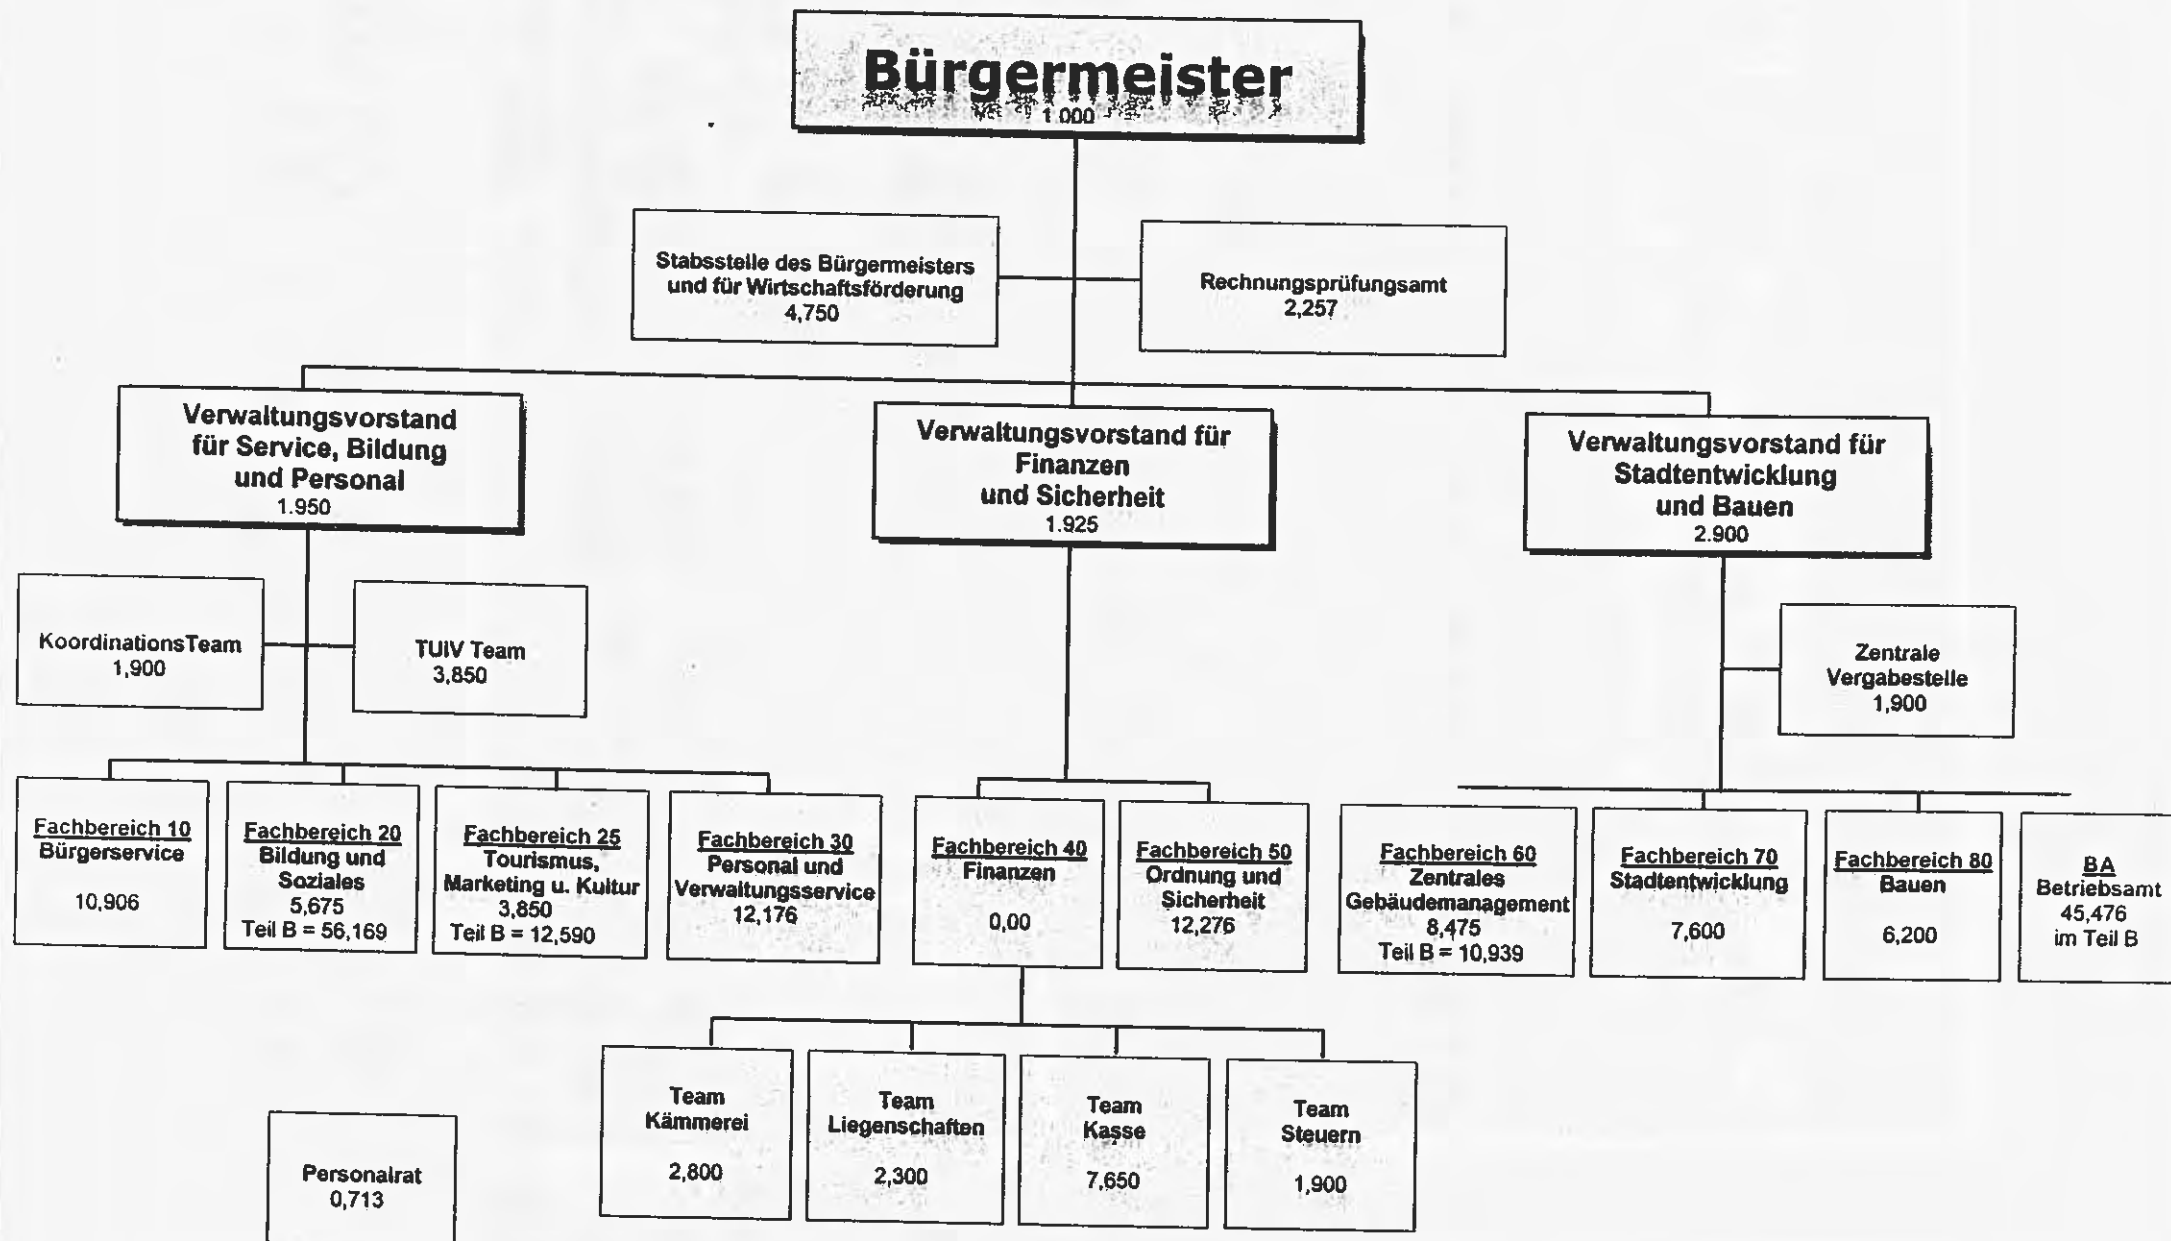 Bürgermeister
1.000
Stabsstelle des Bürgermeisters
und für Wirtschaftsförderung
4,750
Rechnungsprüfungsamt
2,257
Verwaltungsvorstand
für Service, Bildung
und Personal
1.950
Verwaltungsvorstand für
Finanzen
und Sicherheit
1.925
Verwaltungsvorstand für
Stadtentwicklung
und Bauen
2.900
KoordinationsTeam
1,900
TUIV Team
3,850
Zentrale
Vergabestelle
1,900
Fachbereich 10
Bürgerservice
10,906
Fachbereich 20
Bildung und
Soziales
5,675
Teil B = 56,169
Fachbereich 25
Tourismus,
Marketing u. Kultur
3,850
Teil B = 12,590
Fachbereich 30
Personal und
Verwaltungsservice
12,176
Fachbereich 40
Finanzen
0,00
Fachbereich 50
Ordnung und
Sicherheit
12,276
Fachbereich 60
Zentrales
Gebäudemanagement
8,475
Teil B = 10,939
Fachbereich 70
Stadtentwicklung
7,600
Fachbereich 80
Bauen
6,200
BA
Betriebsamt
45,476
im Teil B
Team
Kämmerei
2,800
Team
Liegenschaften
2,300
Team
Kasse
7,650
Team
Steuern
1,900
Personalrat
0,713